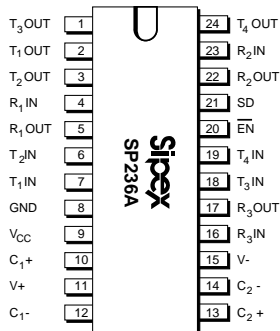 T3OUT 1 24 T4OUT
T1OUT 2 23 R2IN
T2OUT 3 22 R2OUT
R1IN 4 21 SD
R1OUT 5 20 E̅N̅
T2IN 6 19 T4IN
T1IN 7 18 T3IN
GND 8 17 R3OUT
VCC 9 16 R3IN
C1+ 10 15 V-
V+ 11 14 C2 -
C1- 12 13 C2 +
Sipex
SP236A